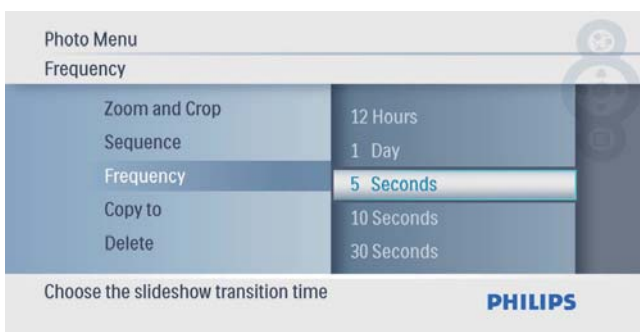 Photo Menu
Frequency
Zoom and Crop
Sequence
Frequency
Copy to
Delete
12 Hours
1 Day
5 Seconds
10 Seconds
30 Seconds
Choose the slideshow transition time
PHILIPS